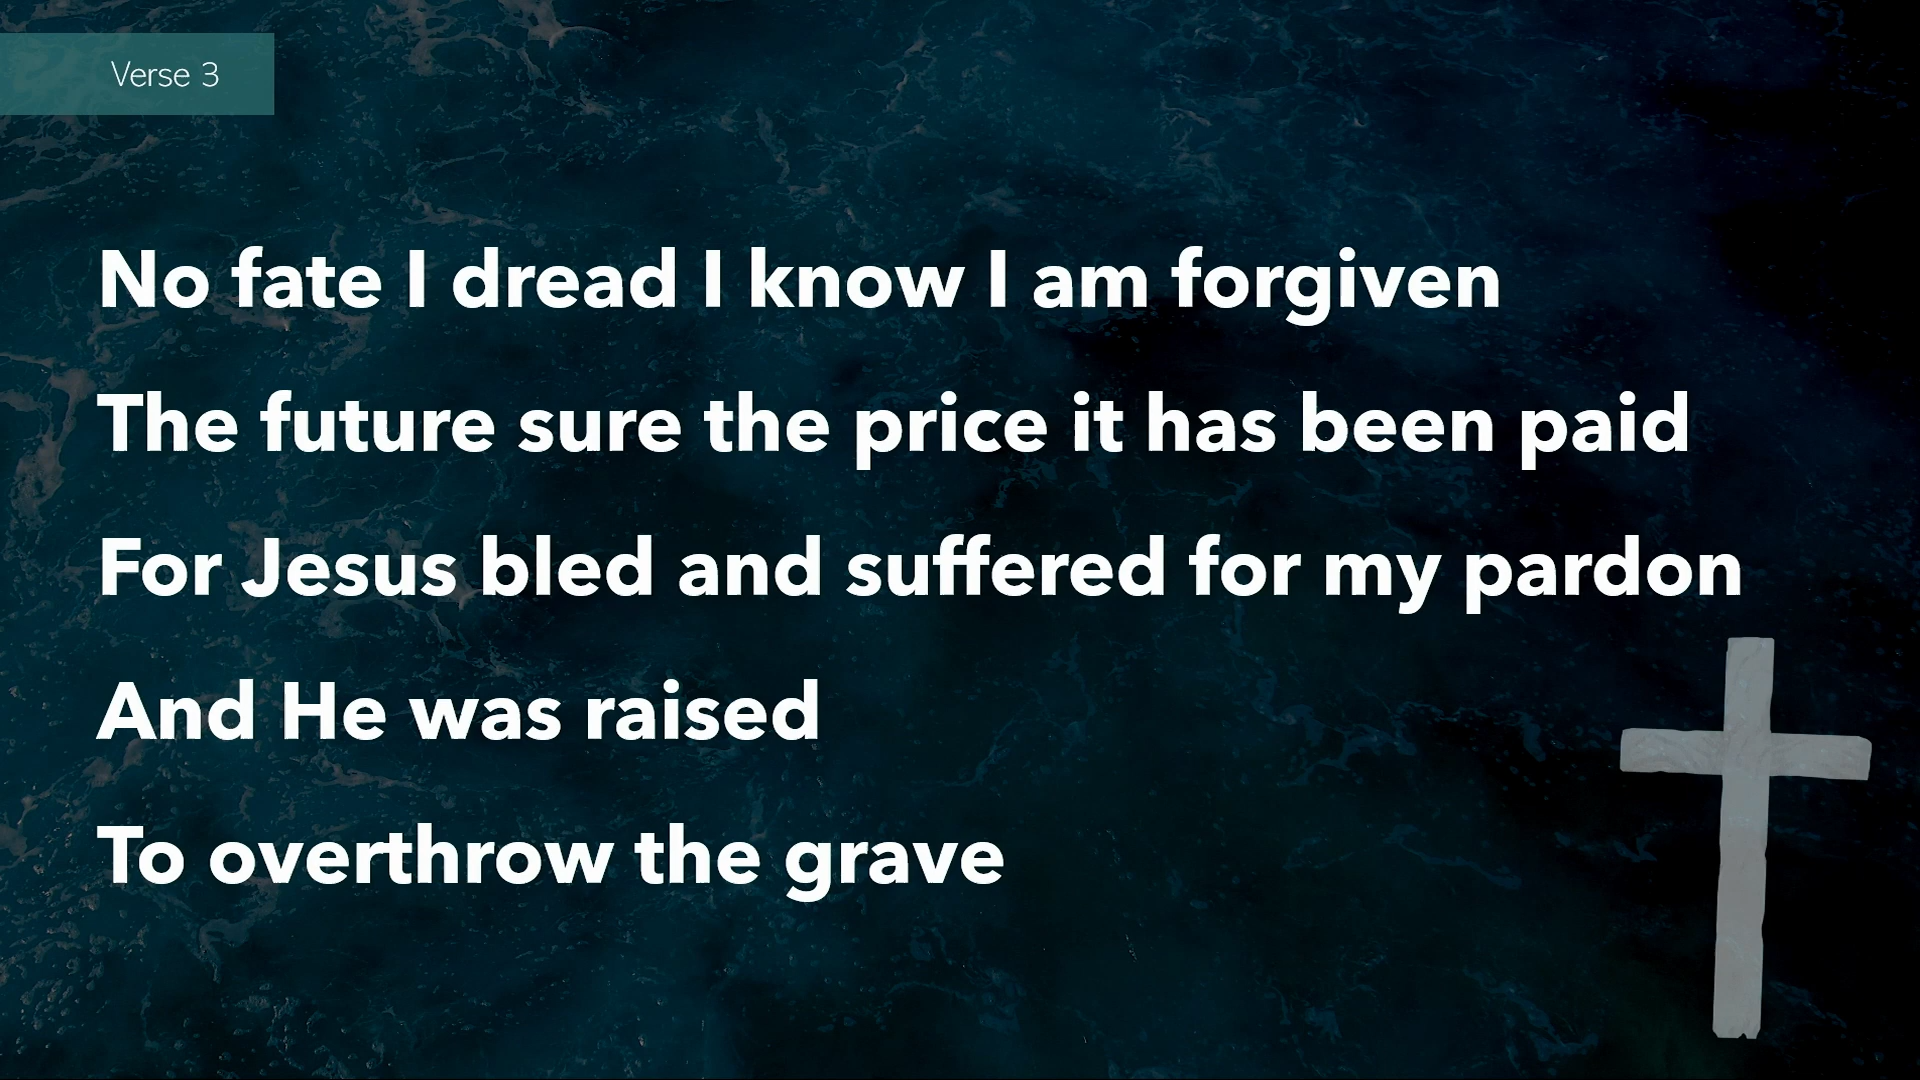 Verse 3
No fate I dread I know I am forgiven
The future sure the price it has been paid
For Jesus bled and suffered for my pardon
And He was raised
To overthrow the grave